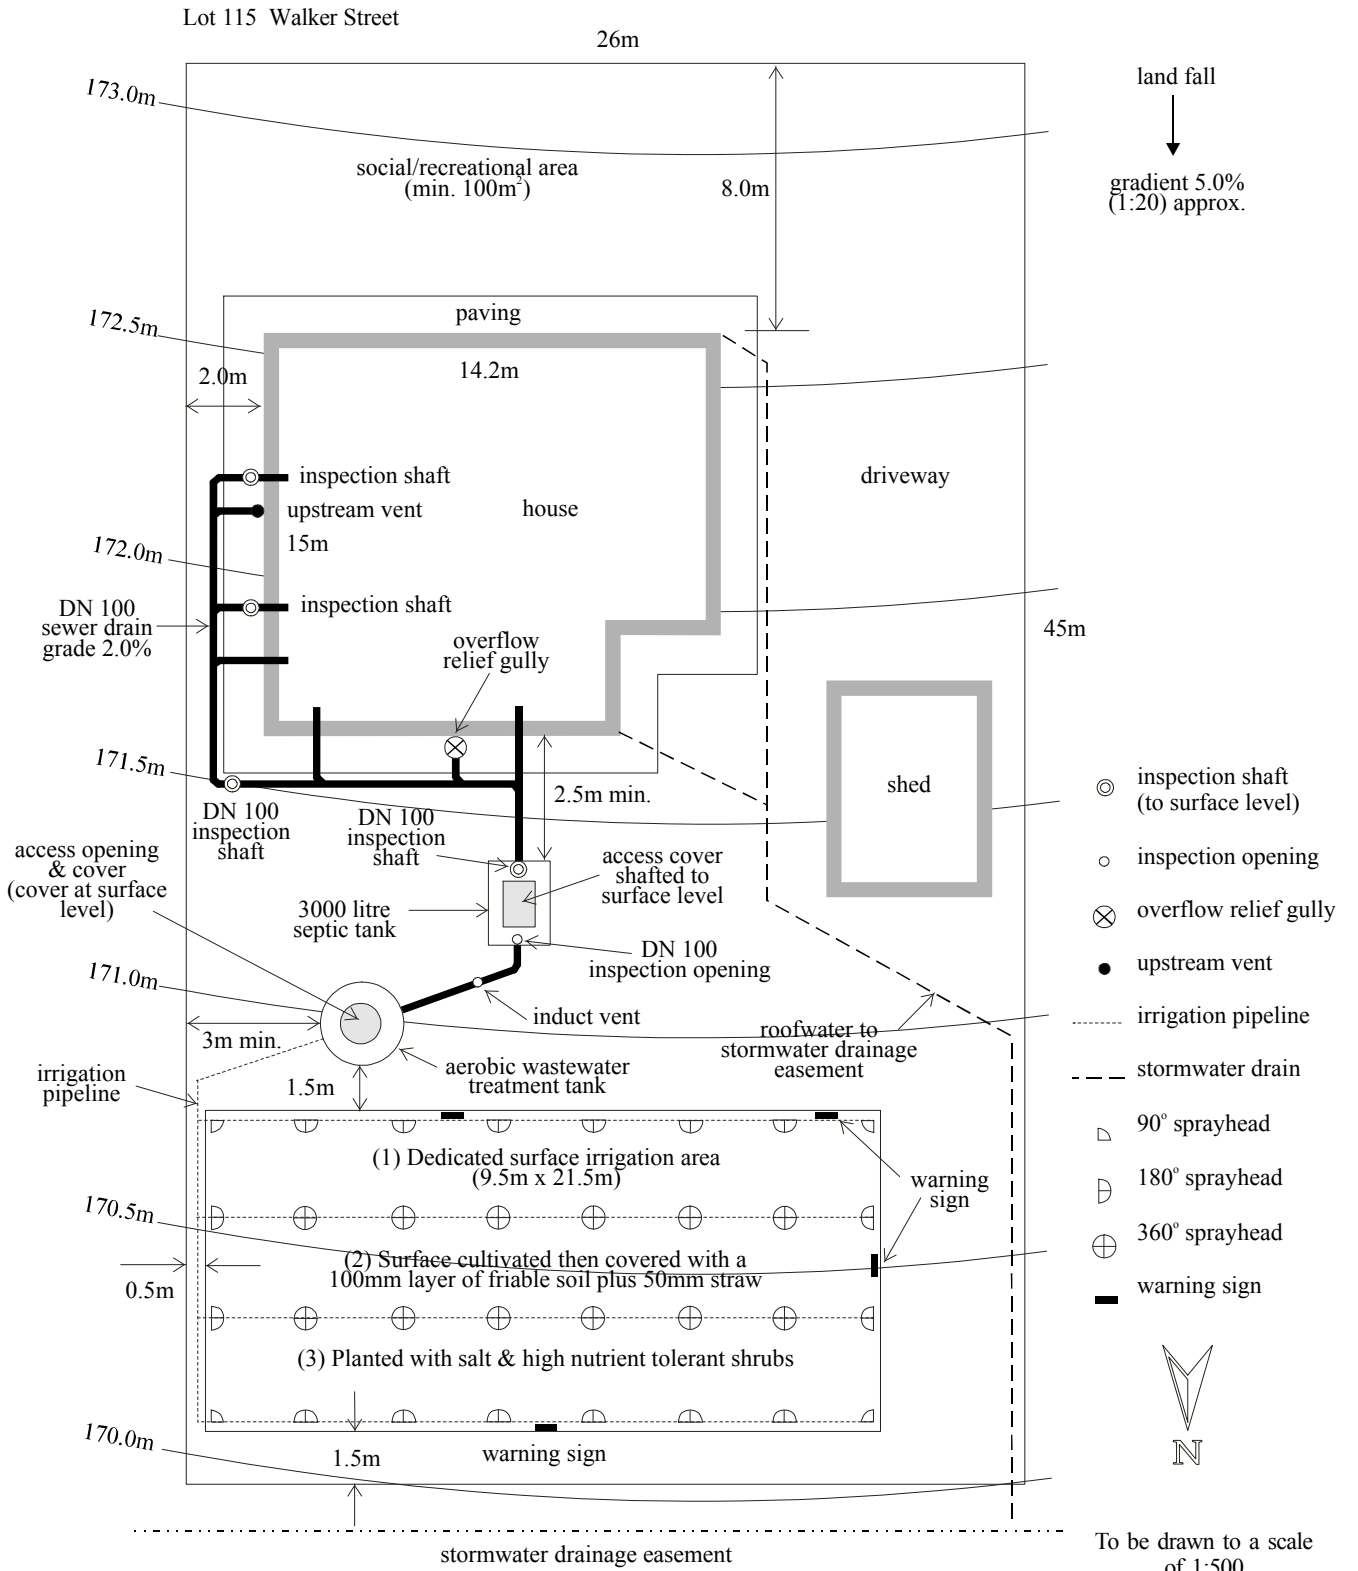 Lot 115  Walker Street
26m
173.0m
land fall
social/recreational area
(min. 100m²)
8.0m
gradient 5.0%
(1:20) approx.
172.5m
paving
2.0m
14.2m
inspection shaft
driveway
upstream vent
house
172.0m
15m
DN 100
sewer drain
grade 2.0%
inspection shaft
overflow
relief gully
45m
171.5m
2.5m min.
shed
DN 100
inspection
shaft
DN 100
inspection
shaft
access opening
& cover
(cover at surface
level)
access cover
shafted to
surface level
3000 litre
septic tank
DN 100
inspection opening
171.0m
induct vent
3m min.
roofwater to
stormwater drainage
easement
irrigation
pipeline
1.5m
aerobic wastewater
treatment tank
(1) Dedicated surface irrigation area
(9.5m x 21.5m)
warning
sign
170.5m
(2) Surface cultivated then covered with a
100mm layer of friable soil plus 50mm straw
0.5m
(3) Planted with salt & high nutrient tolerant shrubs
170.0m
1.5m
warning sign
stormwater drainage easement
inspection shaft
(to surface level)
inspection opening
overflow relief gully
upstream vent
irrigation pipeline
stormwater drain
90° sprayhead
180° sprayhead
360° sprayhead
warning sign
N
To be drawn to a scale
of 1:500